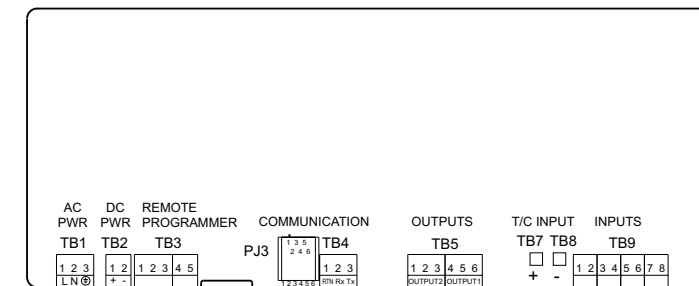 AC DC REMOTE
PWR PWR PROGRAMMER COMMUNICATION OUTPUTS T/C INPUT INPUTS
TB1 TB2 TB3 PJ3 TB4 TB5 TB7 TB8 TB9
1 3 5
2 4 6
1 2 3 1 2 1 2 3 4 5 1 2 3 1 2 3 4 5 6 + - 1 2 3 4 5 6 7 8
L N ⏚ + - 1 2 3 4 5 6 RTN Rx Tx OUTPUT2 OUTPUT1